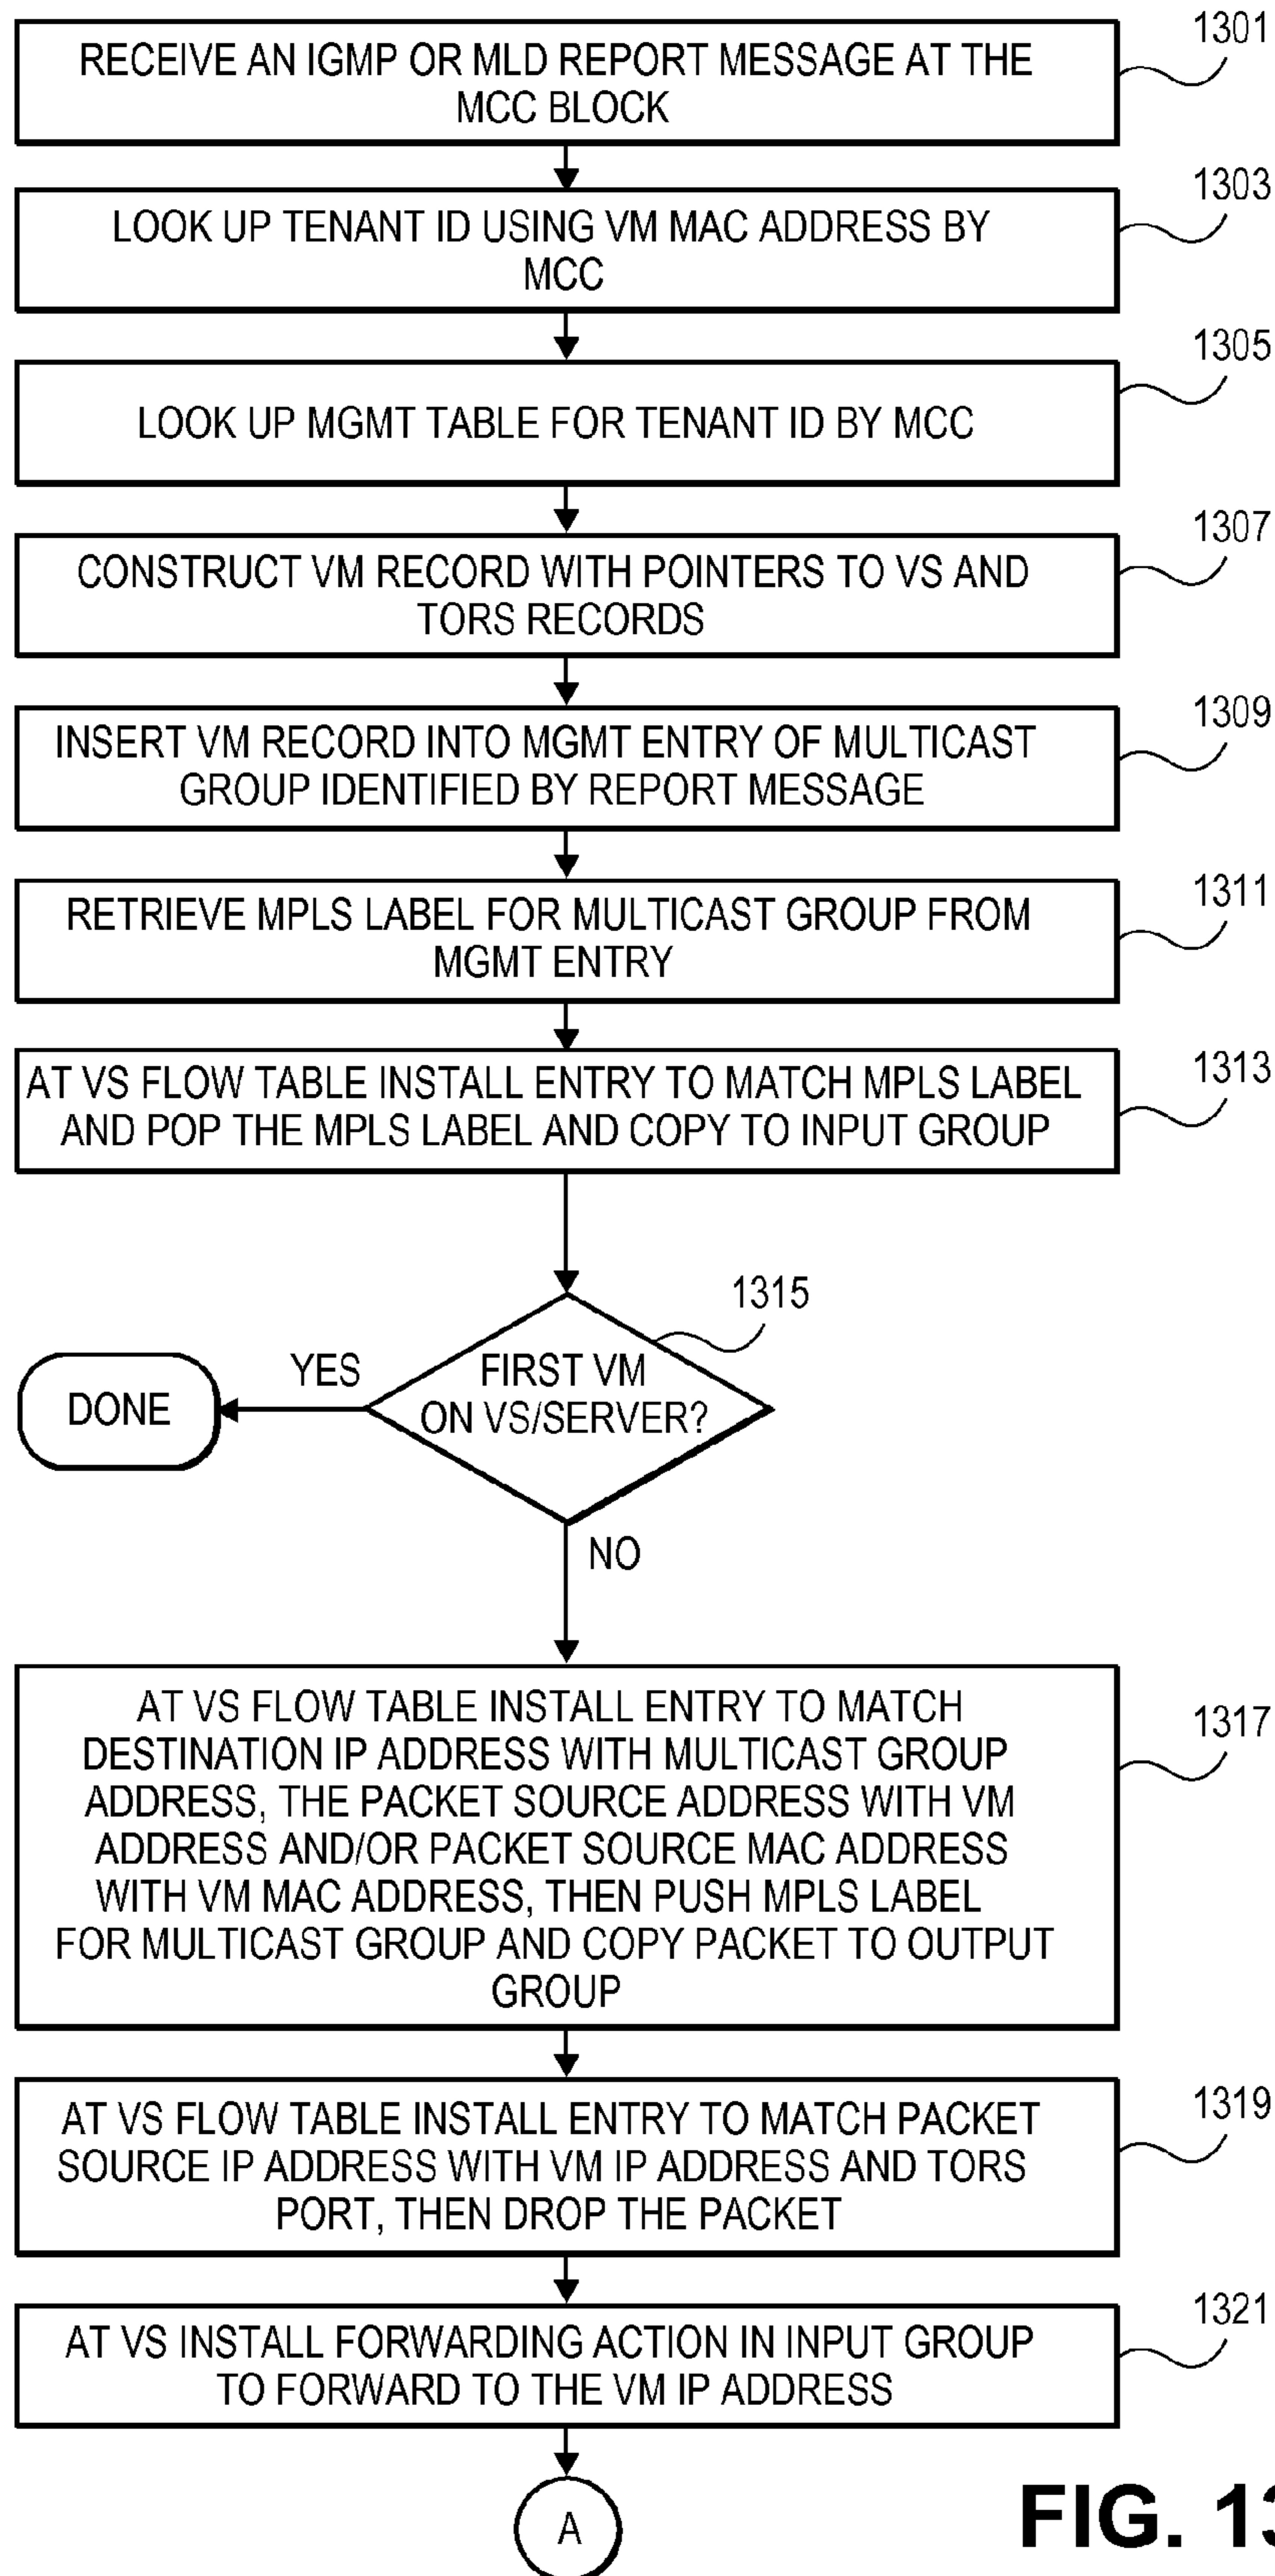 1301
RECEIVE AN IGMP OR MLD REPORT MESSAGE AT THE
MCC BLOCK
1303
LOOK UP TENANT ID USING VM MAC ADDRESS BY
MCC
1305
LOOK UP MGMT TABLE FOR TENANT ID BY MCC
1307
CONSTRUCT VM RECORD WITH POINTERS TO VS AND
TORS RECORDS
1309
INSERT VM RECORD INTO MGMT ENTRY OF MULTICAST
GROUP IDENTIFIED BY REPORT MESSAGE
1311
RETRIEVE MPLS LABEL FOR MULTICAST GROUP FROM
MGMT ENTRY
1313
AT VS FLOW TABLE INSTALL ENTRY TO MATCH MPLS LABEL
AND POP THE MPLS LABEL AND COPY TO INPUT GROUP
1315
FIRST VM
ON VS/SERVER?
YES
DONE
NO
1317
AT VS FLOW TABLE INSTALL ENTRY TO MATCH
DESTINATION IP ADDRESS WITH MULTICAST GROUP
ADDRESS, THE PACKET SOURCE ADDRESS WITH VM
ADDRESS AND/OR PACKET SOURCE MAC ADDRESS
WITH VM MAC ADDRESS, THEN PUSH MPLS LABEL
FOR MULTICAST GROUP AND COPY PACKET TO OUTPUT
GROUP
1319
AT VS FLOW TABLE INSTALL ENTRY TO MATCH PACKET
SOURCE IP ADDRESS WITH VM IP ADDRESS AND TORS
PORT, THEN DROP THE PACKET
1321
AT VS INSTALL FORWARDING ACTION IN INPUT GROUP
TO FORWARD TO THE VM IP ADDRESS
A
FIG. 13